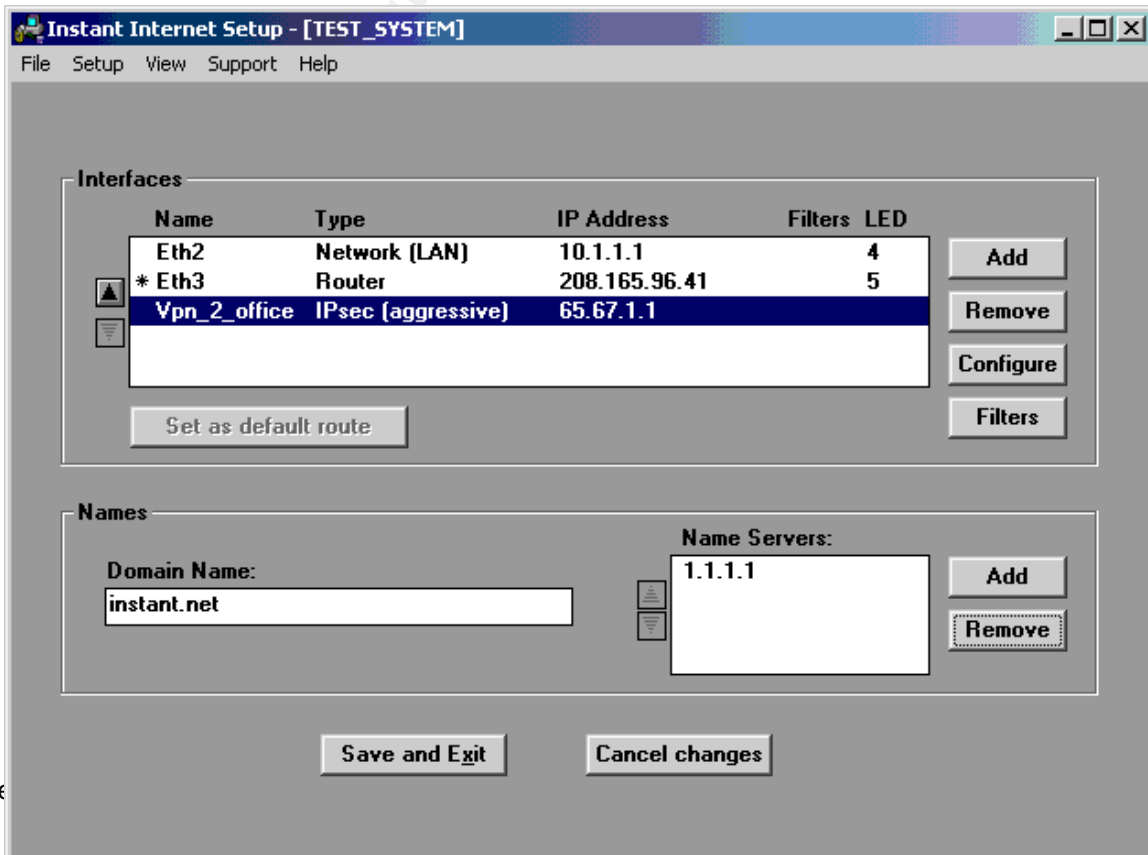 Instant Internet Setup - [TEST_SYSTEM]
File Setup View Support Help
Interfaces
Name Type IP Address Filters LED
Eth2 Network (LAN) 10.1.1.1 4
* Eth3 Router 208.165.96.41 5
Vpn_2_office IPsec (aggressive) 65.67.1.1
Add
Remove
Configure
Filters
Set as default route
Names
Domain Name:
instant.net
Name Servers:
1.1.1.1
Add
Remove
Save and Exit
Cancel changes